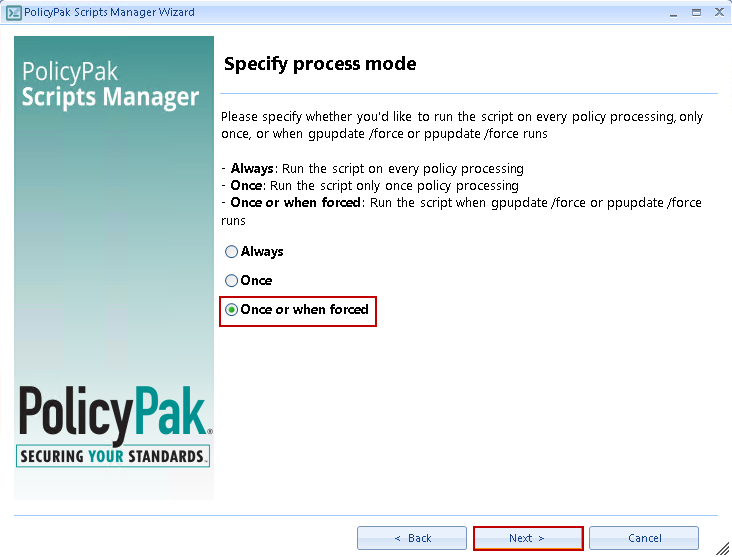 PolicyPak Scripts Manager Wizard
PolicyPak
Scripts Manager
Specify process mode
Please specify whether you'd like to run the script on every policy processing, only
once, or when gpupdate /force or ppupdate /force runs
- Always: Run the script on every policy processing
- Once: Run the script only once policy processing
- Once or when forced: Run the script when gpupdate /force or ppupdate /force
runs
Always
Once
Once or when forced
PolicyPak®
SECURING YOUR STANDARDS™
< Back
Next >
Cancel